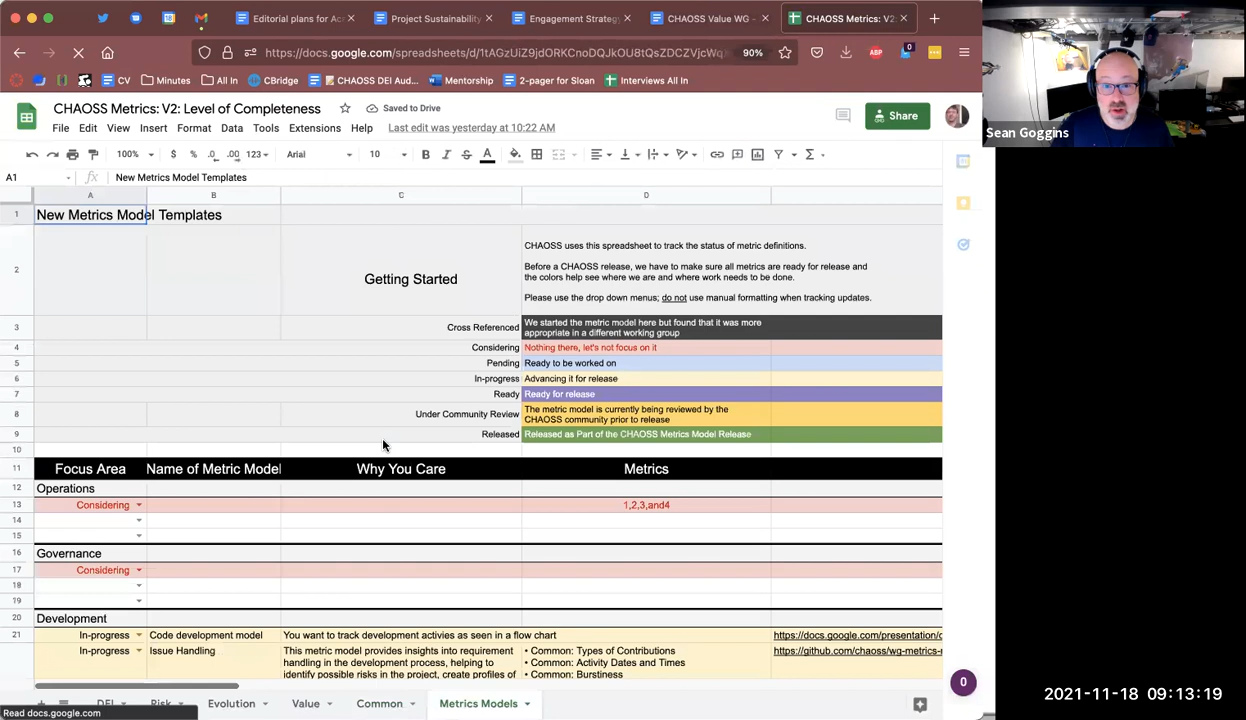 Editorial plans for Ac
Project Sustainability
Engagement Strategy
CHAOSS Value WG –
CHAOSS Metrics: V2:
https://docs.google.com/spreadsheets/d/1tAGzUiZ9jdORKCnoDQJkOU8tQsZDCZVjcWq
90%
ABP
0
CV
Minutes
All In
CBridge
CHAOSS DEI Aud...
Mentorship
2-pager for Sloan
Interviews All In
CHAOSS Metrics: V2: Level of Completeness
Saved to Drive
Share
Sean Goggins
File Edit View Insert Format Data Tools Extensions Help Last edit was yesterday at 10:22 AM
100% $ % .0 .00 123 Arial 10 B I S A
A1 fx New Metrics Model Templates
A B C D
1 New Metrics Model Templates
2 Getting Started
CHAOSS uses this spreadsheet to track the status of metric definitions.
Before a CHAOSS release, we have to make sure all metrics are ready for release and
the colors help see where we are and where work needs to be done.
Please use the drop down menus; do not use manual formatting when tracking updates.
3 Cross Referenced We started the metric model here but found that it was more
appropriate in a different working group
4 Considering Nothing there, let's not focus on it
5 Pending Ready to be worked on
6 In-progress Advancing it for release
7 Ready Ready for release
8 Under Community Review The metric model is currently being reviewed by the
CHAOSS community prior to release
9 Released Released as Part of the CHAOSS Metrics Model Release
10
11 Focus Area Name of Metric Model Why You Care Metrics
12 Operations
13 Considering 1,2,3,and4
14
15
16 Governance
17 Considering
18
19
20 Development
21 In-progress Code development model You want to track development activies as seen in a flow chart https://docs.google.com/presentation/
In-progress Issue Handling This metric model provides insights into requirement • Common: Types of Contributions https://github.com/chaoss/wg-metrics-
handling in the development process, helping to • Common: Activity Dates and Times
identify possible risks in the project, create profiles of • Common: Burstiness
0
DEI Risk Evolution Value Common Metrics Models
Read docs.google.com
2021-11-18 09:13:19